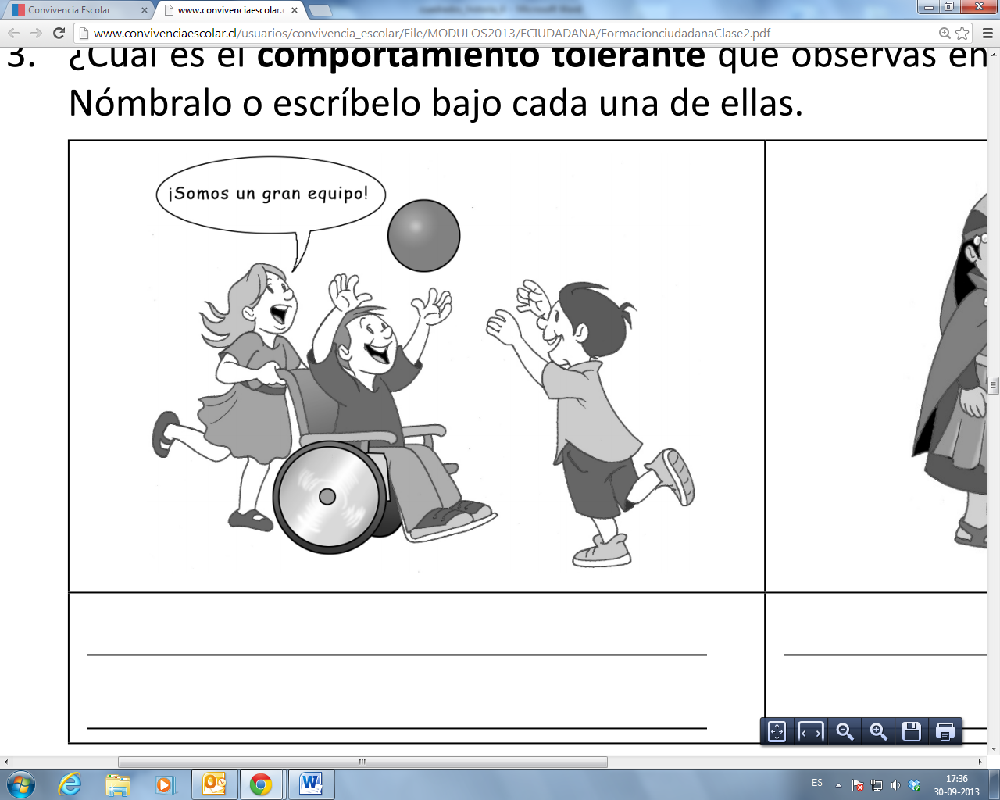 Convivencia Escolar
www.convivenciaescolar.c
www.convivenciaescolar.cl/usuarios/convivencia_escolar/File/MODULOS2013/FCIUDADANA/FormacionciudadanaClase2.pdf
3. ¿Cuál es el comportamiento tolerante que observas en
Nómbralo o escríbelo bajo cada una de ellas.
¡Somos un gran equipo!
ES
17:36
30-09-2013